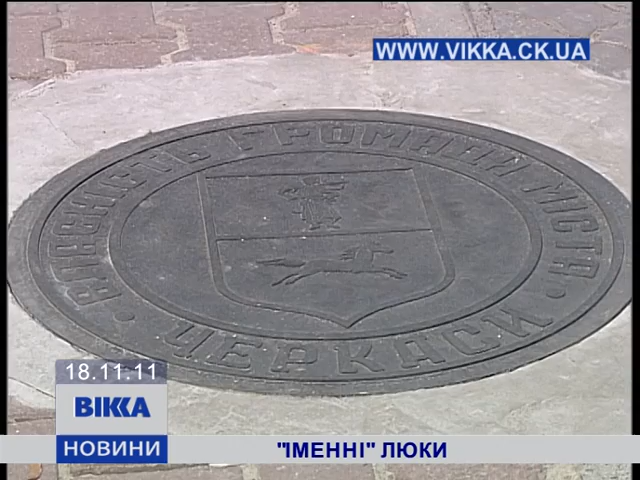 WWW.VIKKA.CK.UA
ВЛАСНІСТЬ ГРОМАДИ МІСТА
• ЧЕРКАСИ •
18.11.11
ВІККА
НОВИНИ
"ІМЕННІ" ЛЮКИ